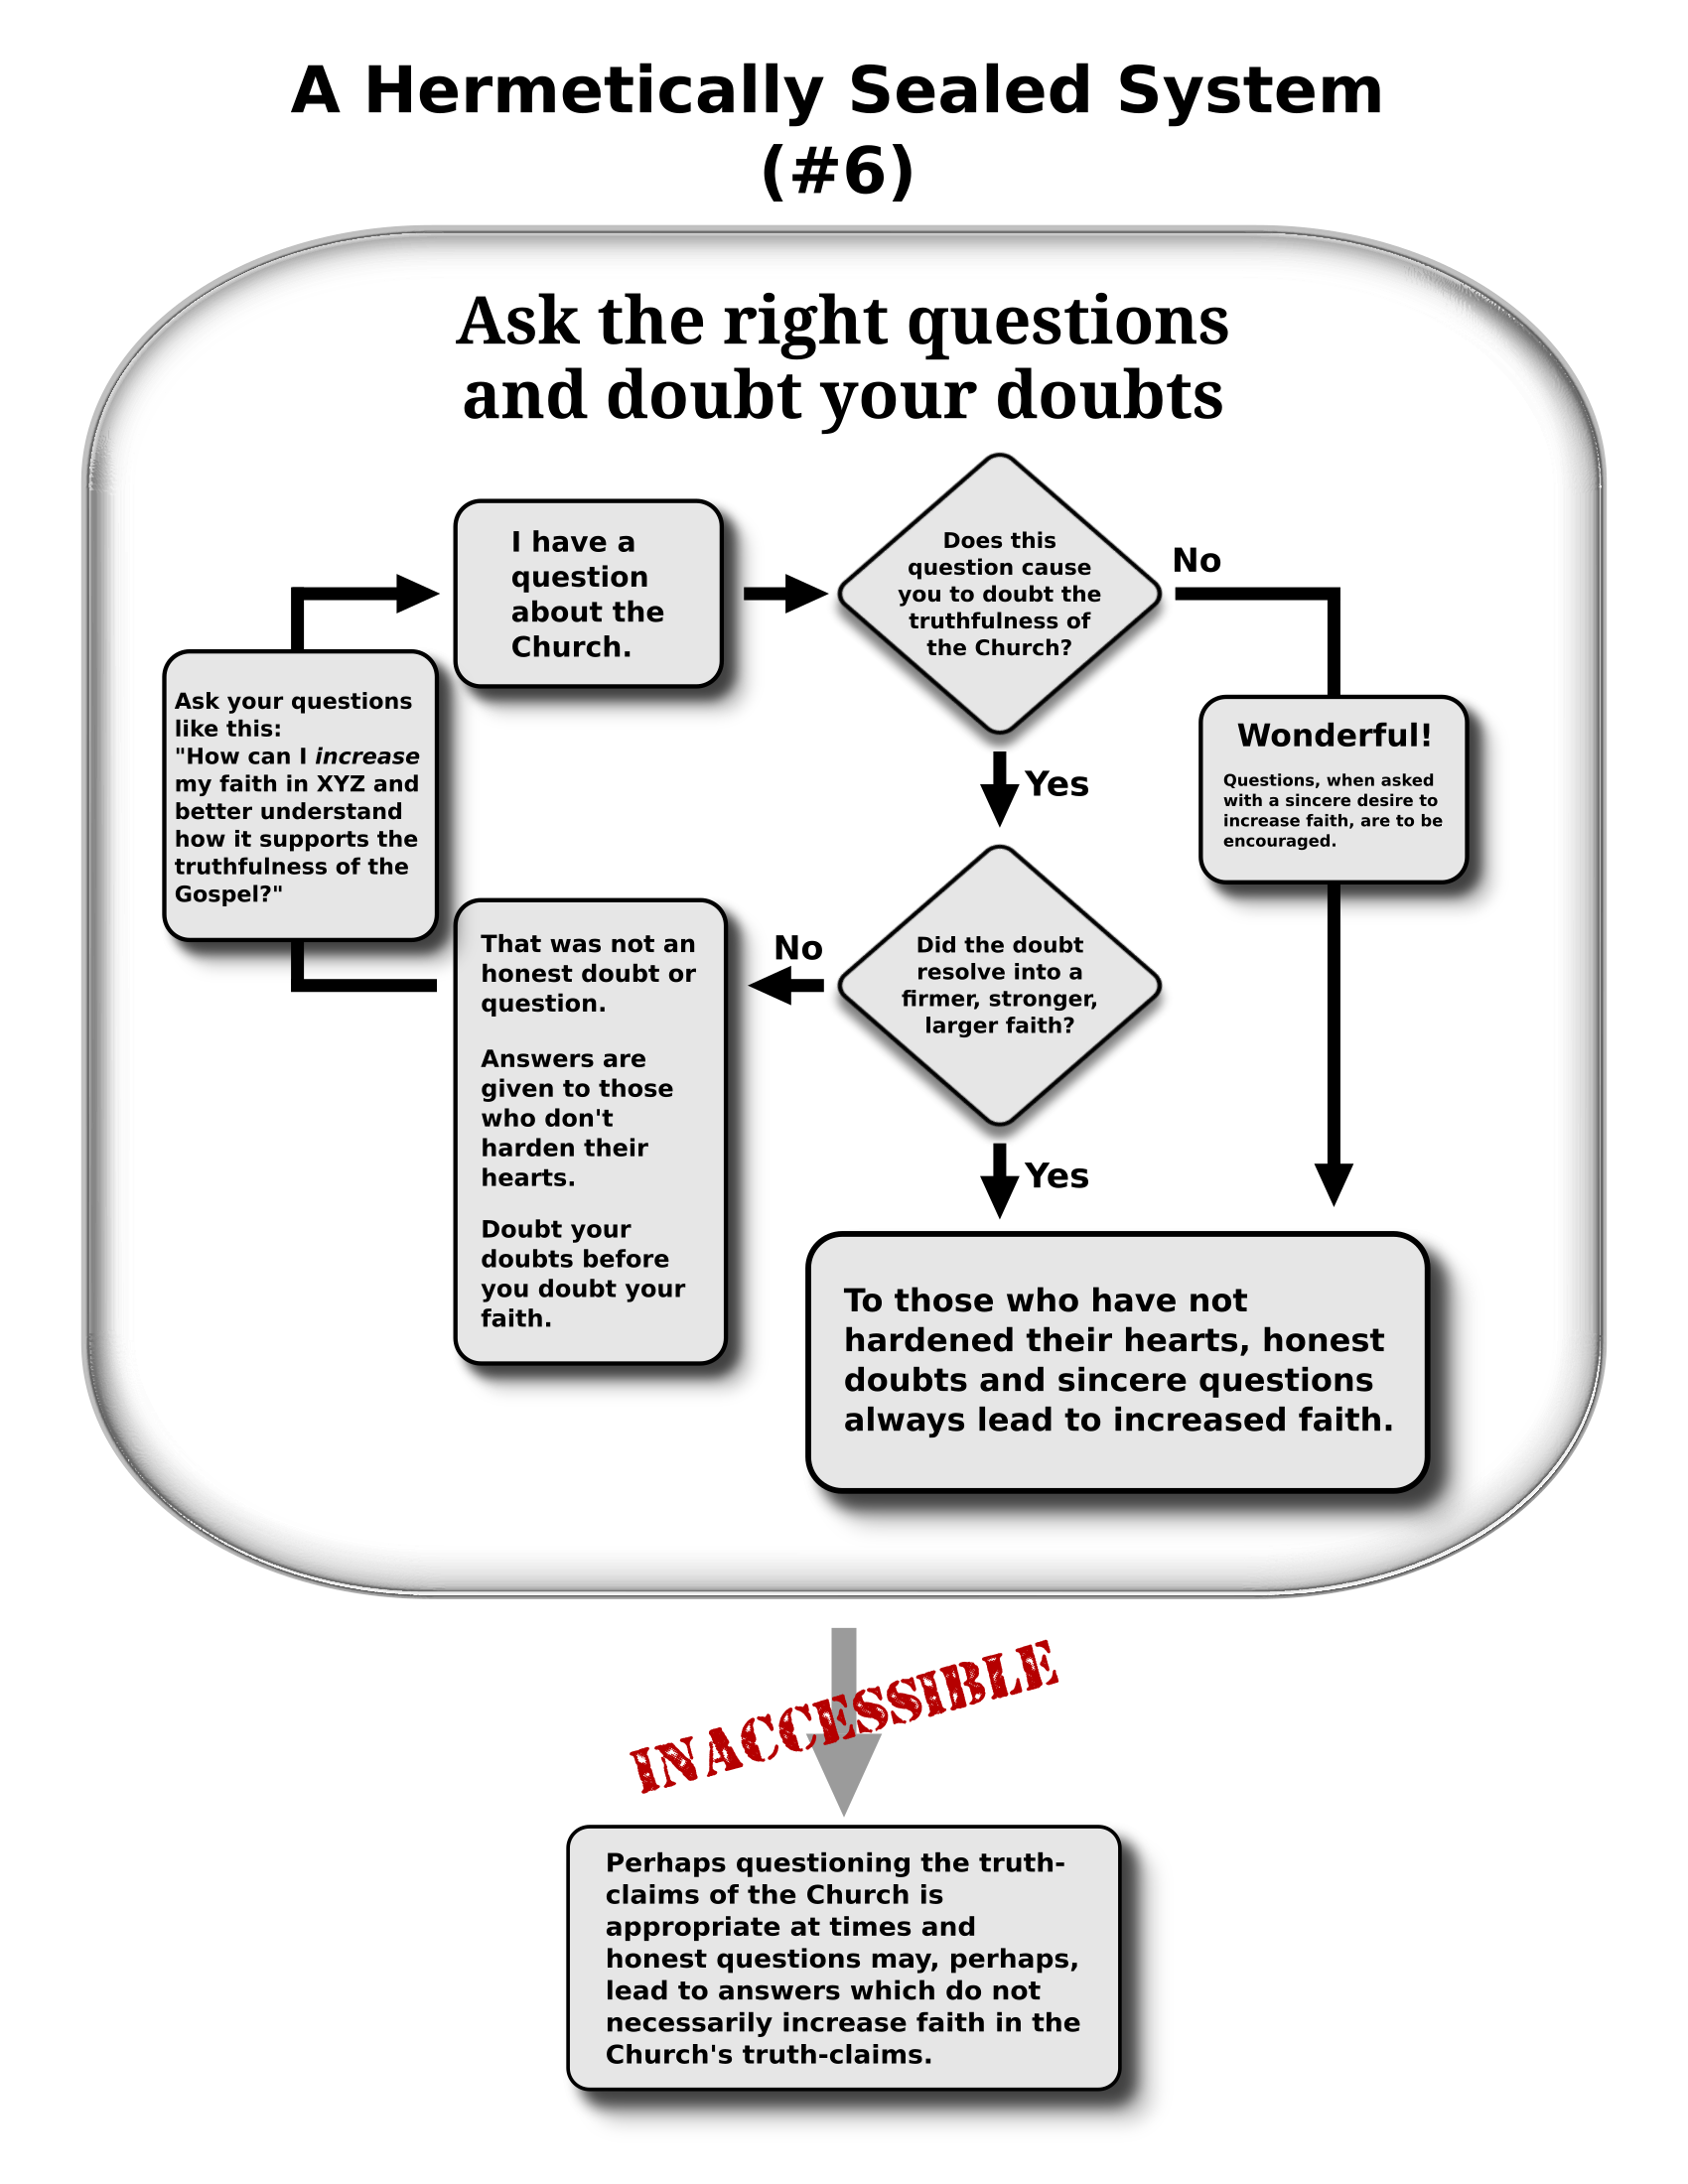 A Hermetically Sealed System
(#6)
Ask the right questions
and doubt your doubts
I have a
question
about the
Church.
Does this
question cause
you to doubt the
truthfulness of
the Church?
No
Wonderful!
Questions, when asked
with a sincere desire to
increase faith, are to be
encouraged.
Yes
Did the doubt
resolve into a
firmer, stronger,
larger faith?
No
That was not an
honest doubt or
question.
Answers are
given to those
who don't
harden their
hearts.
Doubt your
doubts before
you doubt your
faith.
Ask your questions
like this:
"How can I increase
my faith in XYZ and
better understand
how it supports the
truthfulness of the
Gospel?"
Yes
To those who have not
hardened their hearts, honest
doubts and sincere questions
always lead to increased faith.
INACCESSIBLE
Perhaps questioning the truth-
claims of the Church is
appropriate at times and
honest questions may, perhaps,
lead to answers which do not
necessarily increase faith in the
Church's truth-claims.